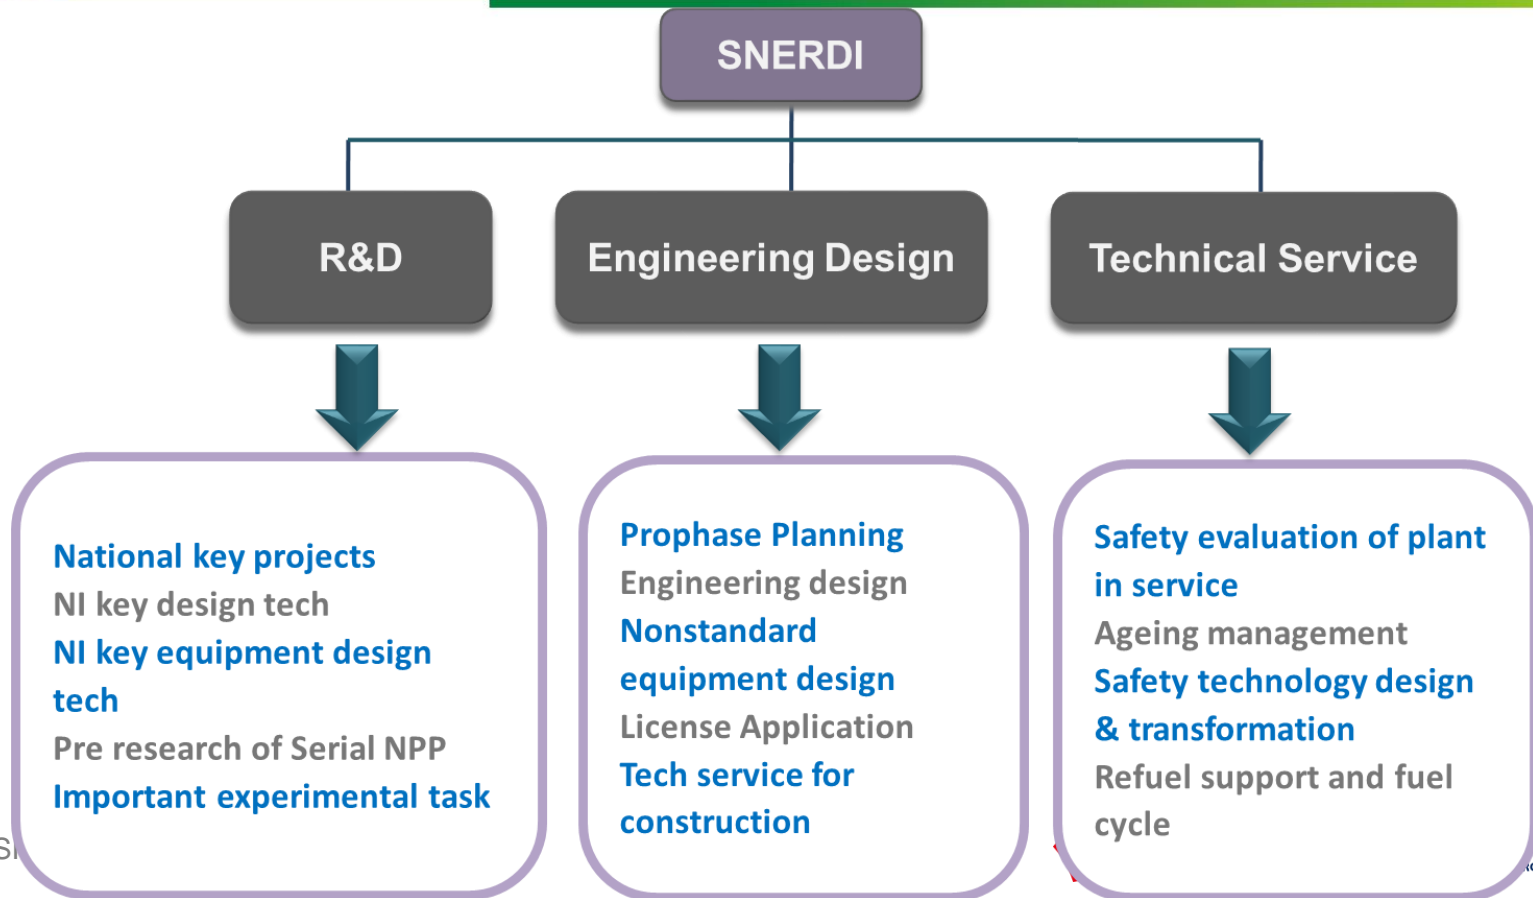 SNERDI
R&D
Engineering Design
Technical Service
National key projects
NI key design tech
NI key equipment design
tech
Pre research of Serial NPP
Important experimental task
Prophase Planning
Engineering design
Nonstandard
equipment design
License Application
Tech service for
construction
Safety evaluation of plant
in service
Ageing management
Safety technology design
& transformation
Refuel support and fuel
cycle